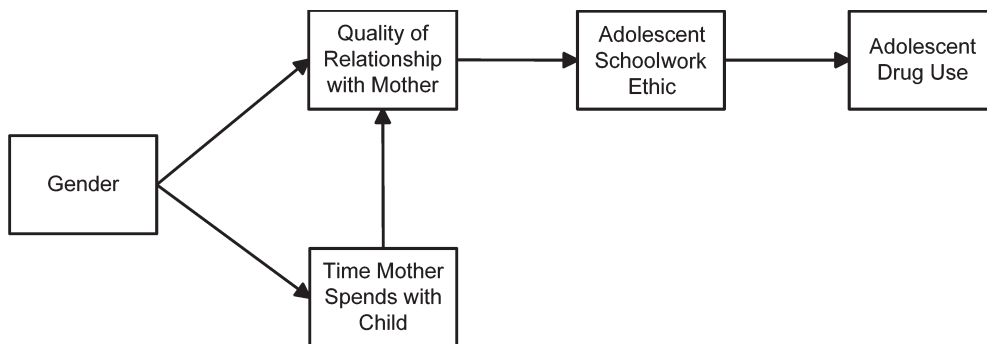 Quality of
Relationship
with Mother
Adolescent
Schoolwork
Ethic
Adolescent
Drug Use
Gender
Time Mother
Spends with
Child